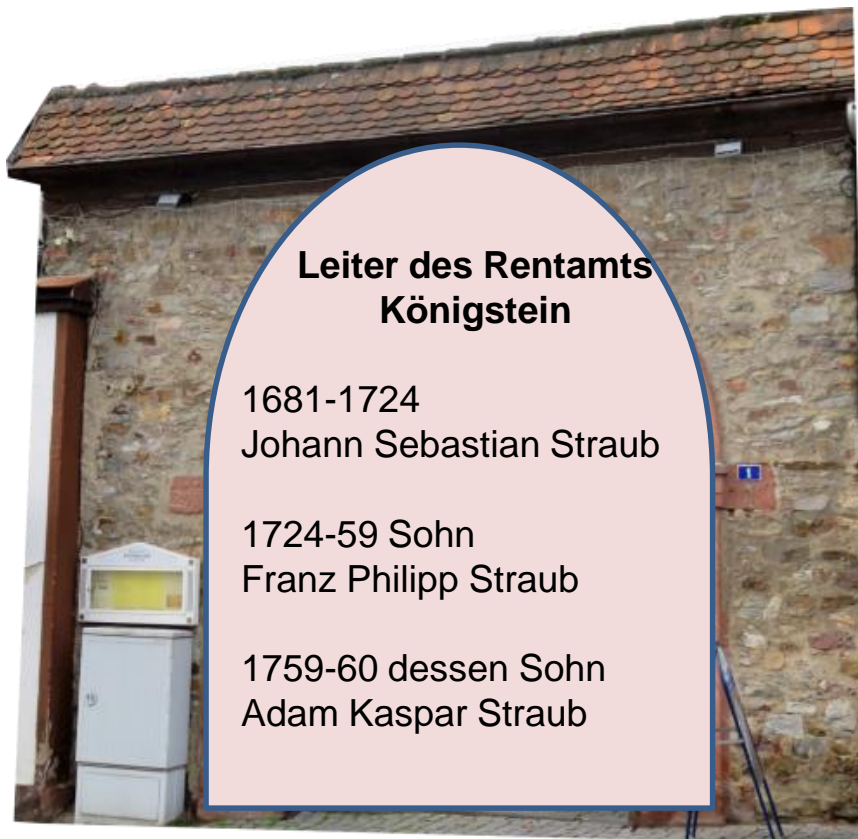 Leiter des Rentamts
Königstein
1681-1724
Johann Sebastian Straub
1724-59 Sohn
Franz Philipp Straub
1759-60 dessen Sohn
Adam Kaspar Straub
1